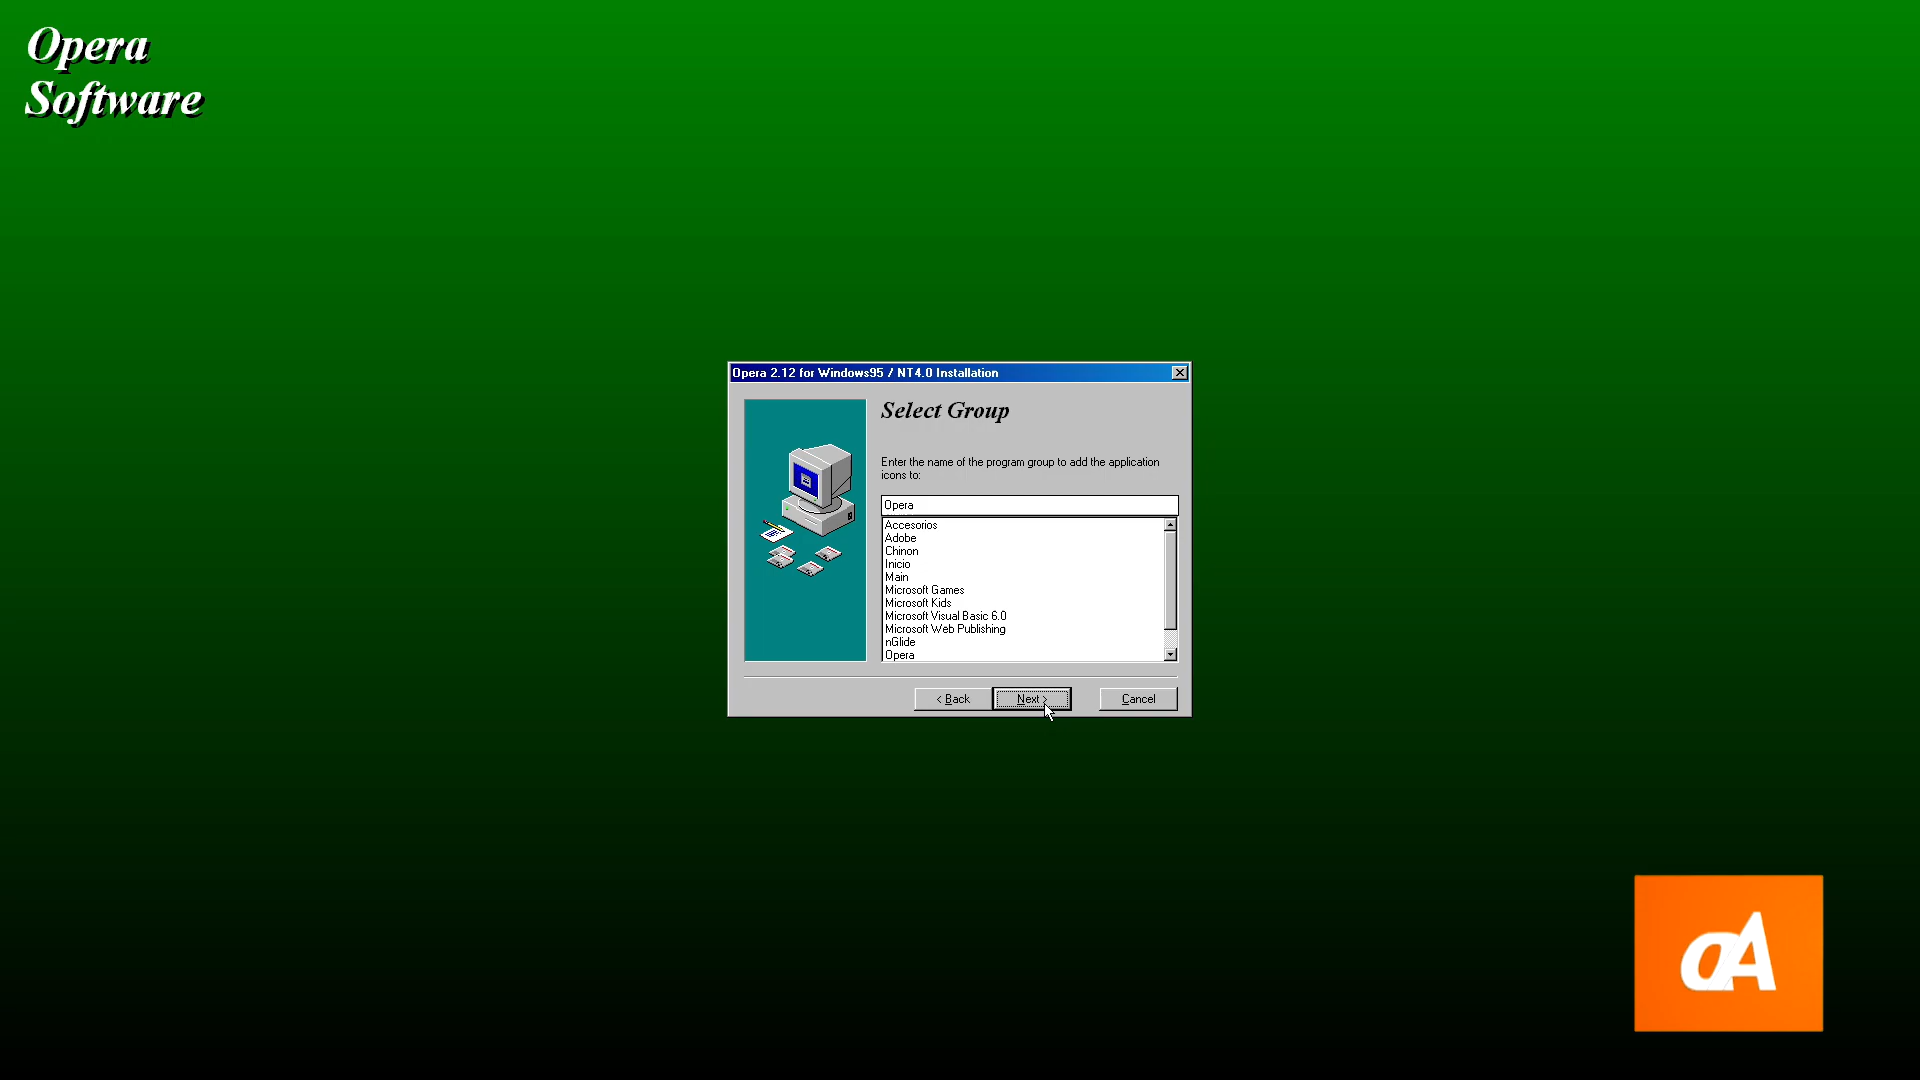 Opera
Software
Opera 2.12 for Windows95 / NT4.0 Installation
Select Group
Enter the name of the program group to add the application
icons to:
Opera
Accesorios
Adobe
Chinon
Inicio
Main
Microsoft Games
Microsoft Kids
Microsoft Visual Basic 6.0
Microsoft Web Publishing
nGlide
Opera
< Back
Next >
Cancel
aA